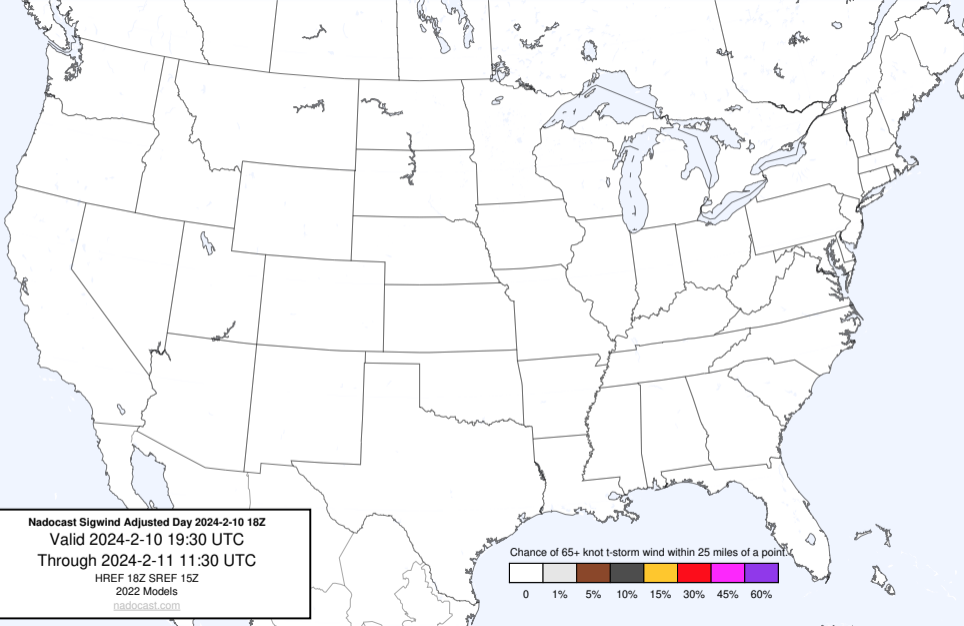 Nadocast Sigwind Adjusted Day 2024-2-10 18Z
Valid 2024-2-10 19:30 UTC
Through 2024-2-11 11:30 UTC
HREF 18Z SREF 15Z
2022 Models
nadocast.com
Chance of 65+ knot t-storm wind within 25 miles of a point.
0 1% 5% 10% 15% 30% 45% 60%